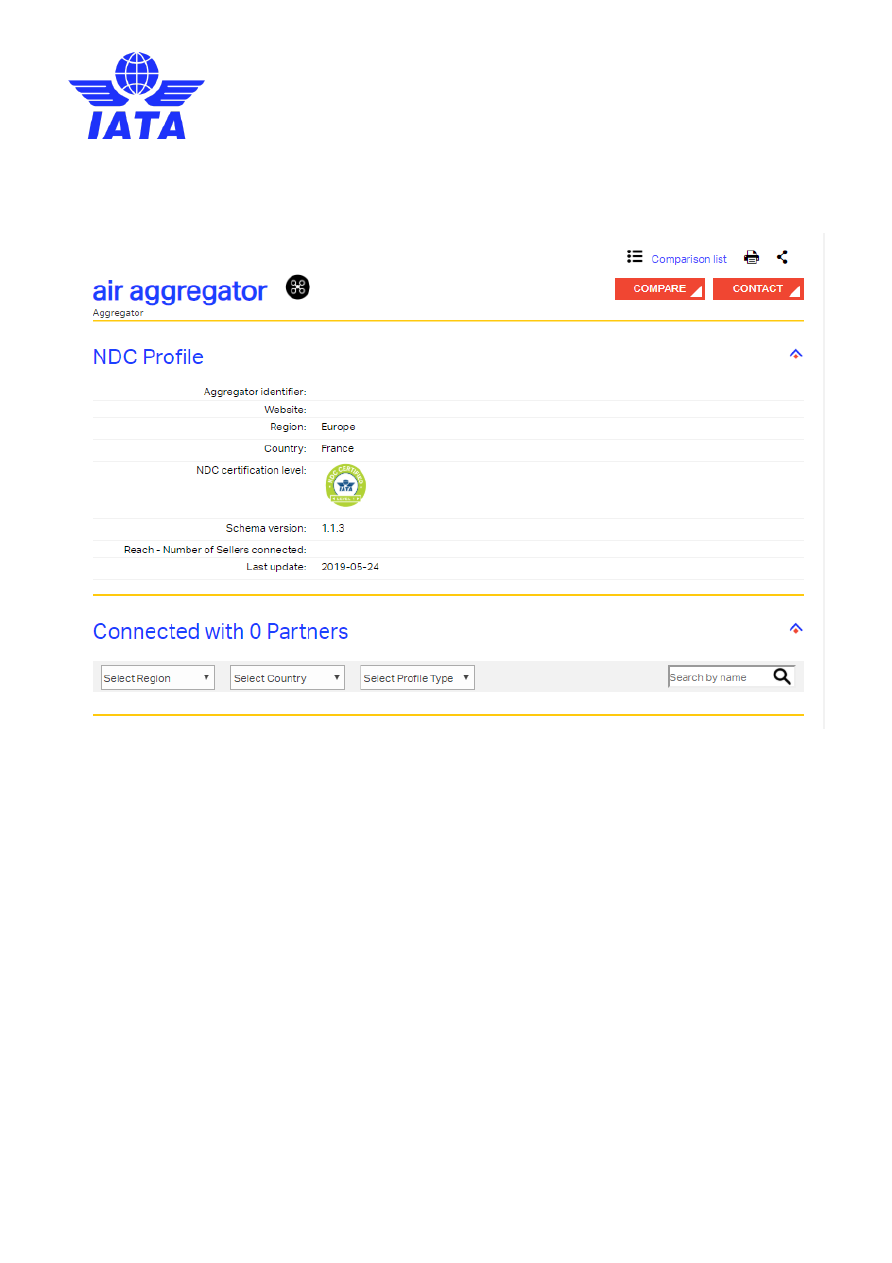 IATA
Comparison list
air aggregator
COMPARE
CONTACT
Aggregator
NDC Profile
Aggregator identifier:
Website:
Region: Europe
Country: France
NDC certification level:
NDC CERTIFIED
IATA
Schema version: 1.1.3
Reach - Number of Sellers connected:
Last update: 2019-05-24
Connected with 0 Partners
Select Region
Select Country
Select Profile Type
Search by name